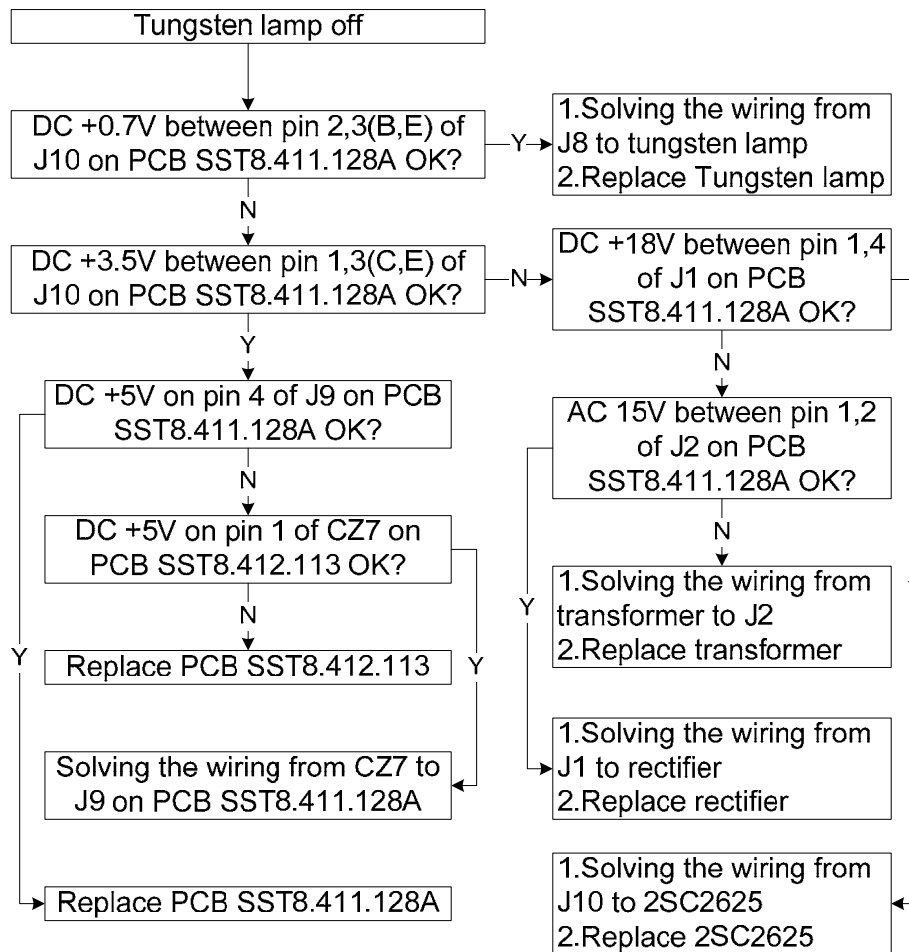 Tungsten lamp off
DC +0.7V between pin 2,3(B,E) of
J10 on PCB SST8.411.128A OK?
Y
1.Solving the wiring from
J8 to tungsten lamp
2.Replace Tungsten lamp
N
DC +3.5V between pin 1,3(C,E) of
J10 on PCB SST8.411.128A OK?
N
DC +18V between pin 1,4
of J1 on PCB
SST8.411.128A OK?
Y
N
DC +5V on pin 4 of J9 on PCB
SST8.411.128A OK?
AC 15V between pin 1,2
of J2 on PCB
SST8.411.128A OK?
N
N
DC +5V on pin 1 of CZ7 on
PCB SST8.412.113 OK?
1.Solving the wiring from
transformer to J2
2.Replace transformer
N
Y
Y
Y
Replace PCB SST8.412.113
Solving the wiring from CZ7 to
J9 on PCB SST8.411.128A
1.Solving the wiring from
J1 to rectifier
2.Replace rectifier
Replace PCB SST8.411.128A
1.Solving the wiring from
J10 to 2SC2625
2.Replace 2SC2625